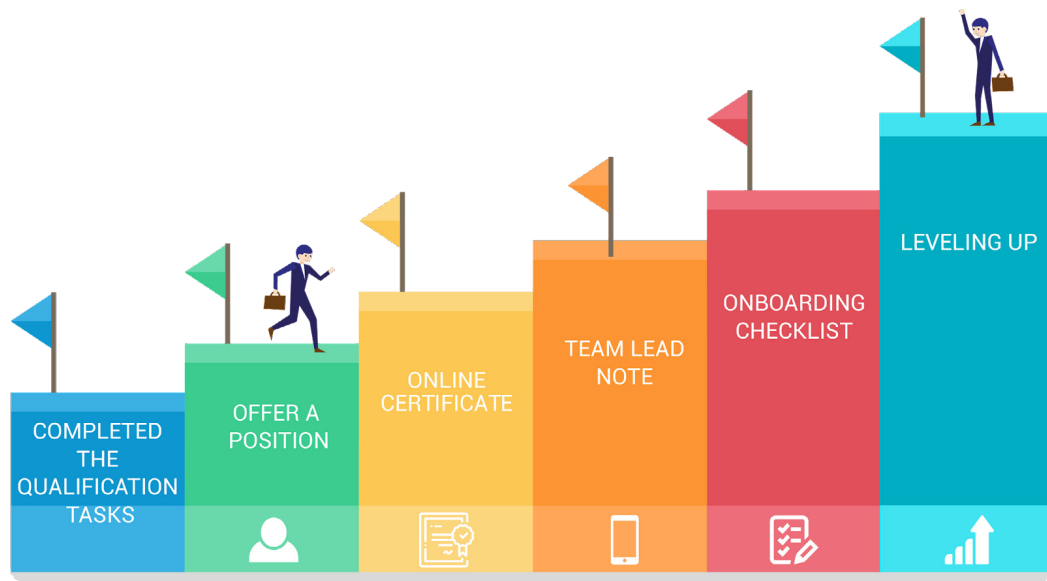 COMPLETED
THE
QUALIFICATION
TASKS
OFFER A
POSITION
ONLINE
CERTIFICATE
TEAM LEAD
NOTE
ONBOARDING
CHECKLIST
LEVELING UP